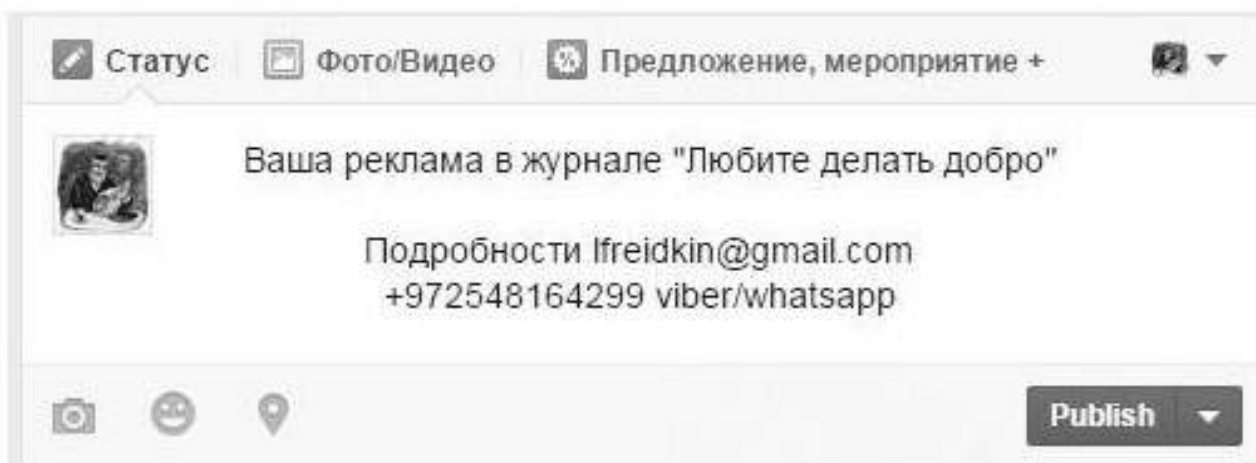 Статус Фото/Видео Предложение, мероприятие +
Ваша реклама в журнале "Любите делать добро"
Подробности lfreidkin@gmail.com
+972548164299 viber/whatsapp
Publish